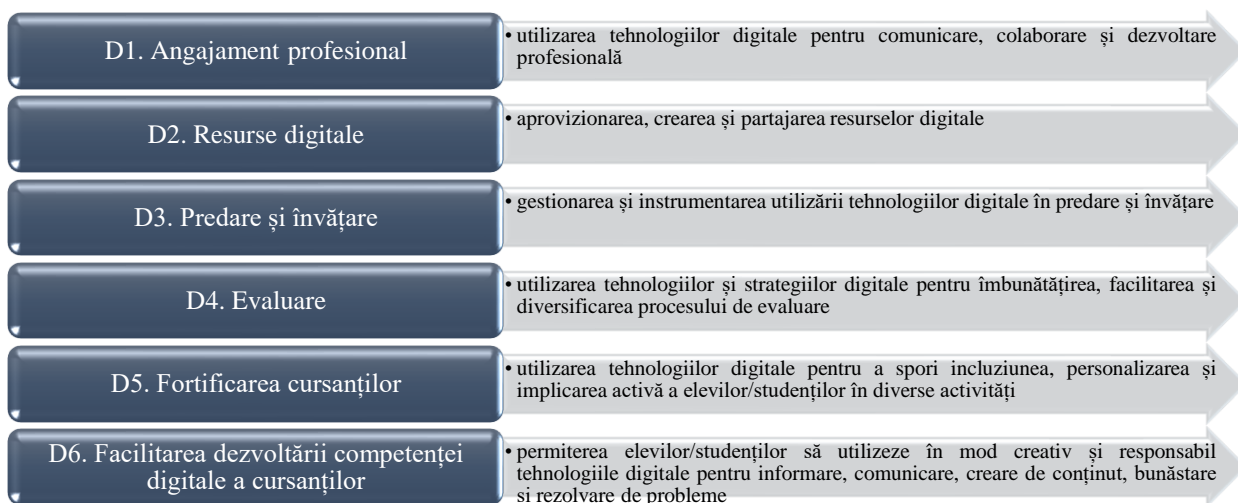 D1. Angajament profesional
• utilizarea tehnologiilor digitale pentru comunicare, colaborare și dezvoltare
profesională
D2. Resurse digitale
• aprovizionarea, crearea și partajarea resurselor digitale
D3. Predare și învățare
• gestionarea și instrumentarea utilizării tehnologiilor digitale în predare și învățare
D4. Evaluare
• utilizarea tehnologiilor și strategiilor digitale pentru îmbunătățirea, facilitarea și
diversificarea procesului de evaluare
D5. Fortificarea cursanților
• utilizarea tehnologiilor digitale pentru a spori incluziunea, personalizarea și
implicarea activă a elevilor/studenților în diverse activități
D6. Facilitarea dezvoltării competenței
digitale a cursanților
• permiterea elevilor/studenților să utilizeze în mod creativ și responsabil
tehnologiile digitale pentru informare, comunicare, creare de conținut, bunăstare
și rezolvare de probleme